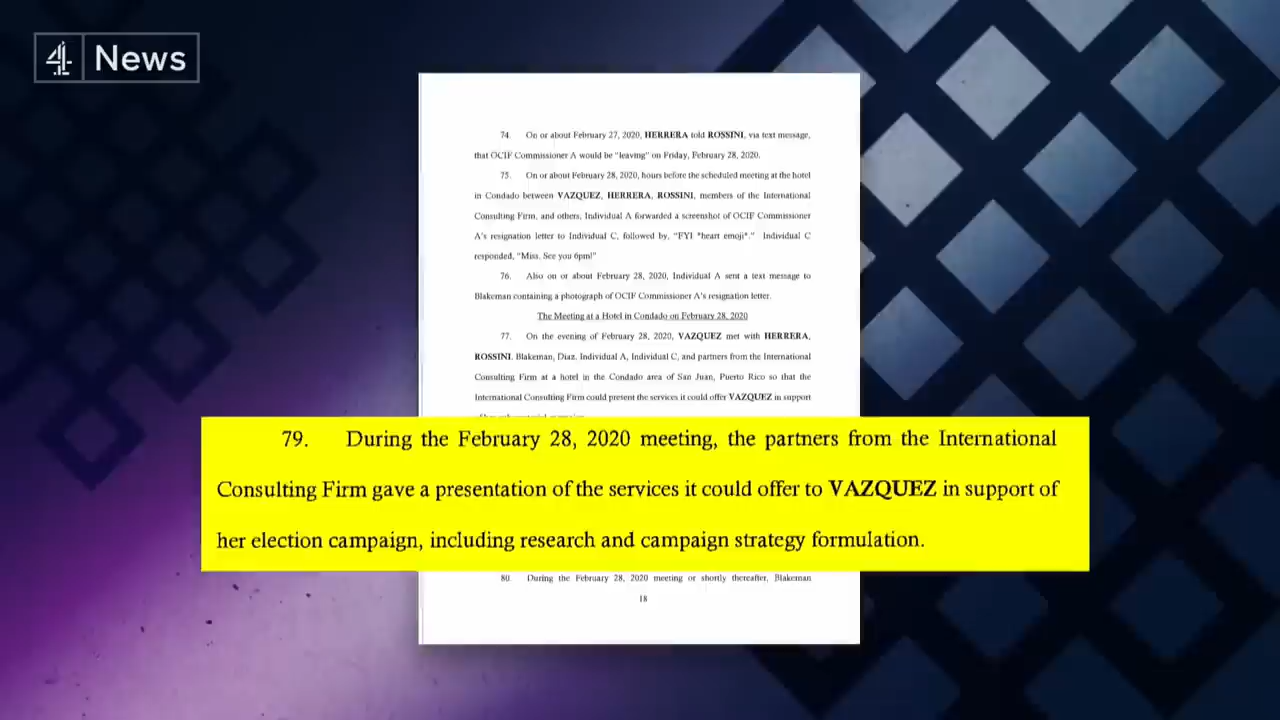 4 News
74. On or about February 27, 2020, HERRERA told ROSSINI, via text message,
that OCIF Commissioner A would be "leaving" on Friday, February 28, 2020.
75. On or about February 28, 2020, hours before the scheduled meeting at the hotel
in Condado between VAZQUEZ, HERRERA, ROSSINI, members of the International
Consulting Firm, and others, Individual A forwarded a screenshot of OCIF Commissioner
A's resignation letter to Individual C, followed by, "FYI *heart emoji*." Individual C
responded, "Miss. See you 6pm!"
76. Also on or about February 28, 2020, Individual A sent a text message to
Blakeman containing a photograph of OCIF Commissioner A's resignation letter.
The Meeting at a Hotel in Condado on February 28, 2020
77. On the evening of February 28, 2020, VAZQUEZ met with HERRERA,
ROSSINI, Blakeman, Diaz, Individual A, Individual C, and partners from the International
Consulting Firm at a hotel in the Condado area of San Juan, Puerto Rico so that the
International Consulting Firm could present the services it could offer VAZQUEZ in support
79. During the February 28, 2020 meeting, the partners from the International
Consulting Firm gave a presentation of the services it could offer to VAZQUEZ in support of
her election campaign, including research and campaign strategy formulation.
80. During the February 28, 2020 meeting or shortly thereafter, Blakeman
18